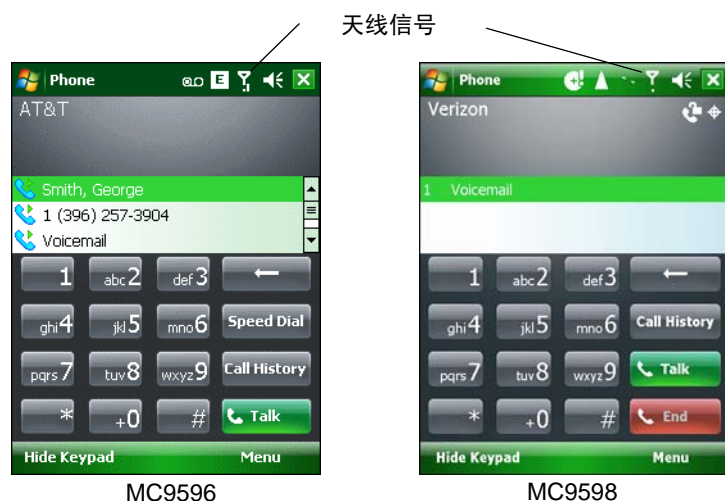 天线信号
Phone
E
AT&T
Smith, George
1 (396) 257-3904
Voicemail
1 abc2 def3
ghi4 jkl5 mno6 Speed Dial
pqrs7 tuv8 wxyz9 Call History
* +0 # Talk
Hide Keypad Menu
MC9596
Phone
Verizon
1 Voicemail
1 abc2 def3
ghi4 jkl5 mno6 Call History
pqrs7 tuv8 wxyz9 Talk
* +0 # End
Hide Keypad Menu
MC9598